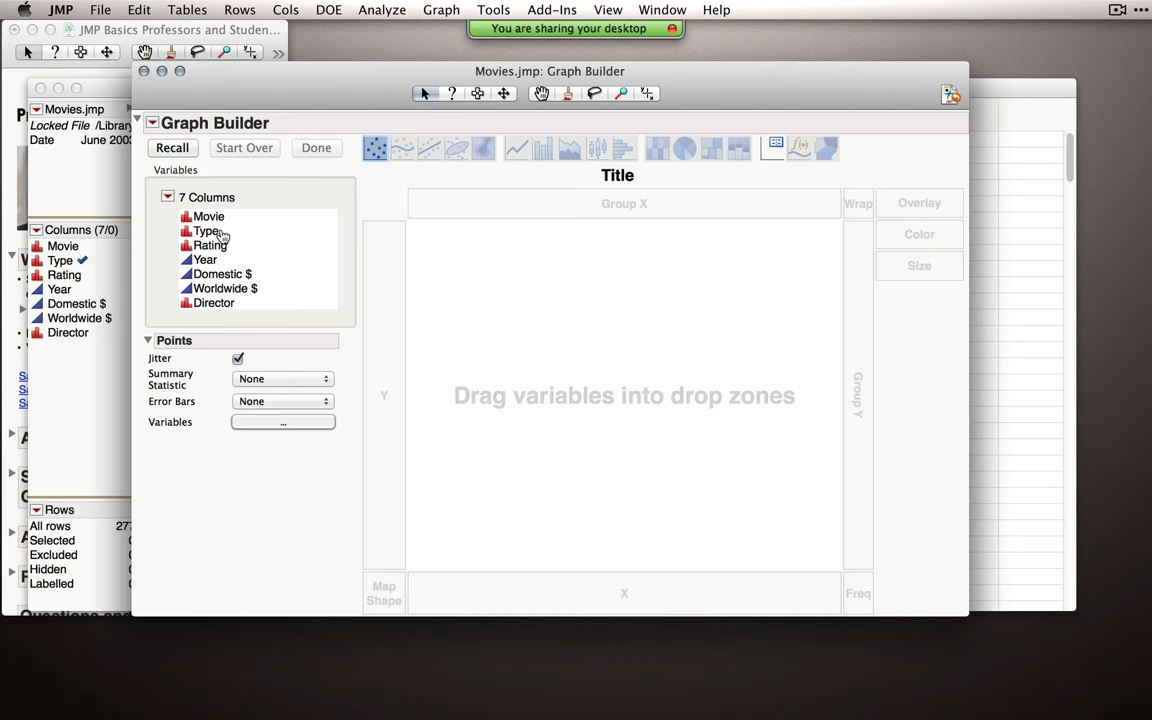 JMP File Edit Tables Rows Cols DOE Analyze Graph Tools Add-Ins View Window Help
You are sharing your desktop
JMP Basics Professors and Studen...
Movies.jmp: Graph Builder
Movies.jmp
Locked File /Library
Date June 2003
Columns (7/0)
Movie
Type
Rating
Year
Domestic $
Worldwide $
Director
Rows
All rows 277
Selected
Excluded
Hidden
Labelled
Graph Builder
Recall Start Over Done
Variables
7 Columns
Movie
Type
Rating
Year
Domestic $
Worldwide $
Director
Points
Jitter
Summary Statistic None
Error Bars None
Variables ...
Title
Group X
Wrap
Overlay
Color
Size
Y
Drag variables into drop zones
Group Y
Map
Shape
X
Freq